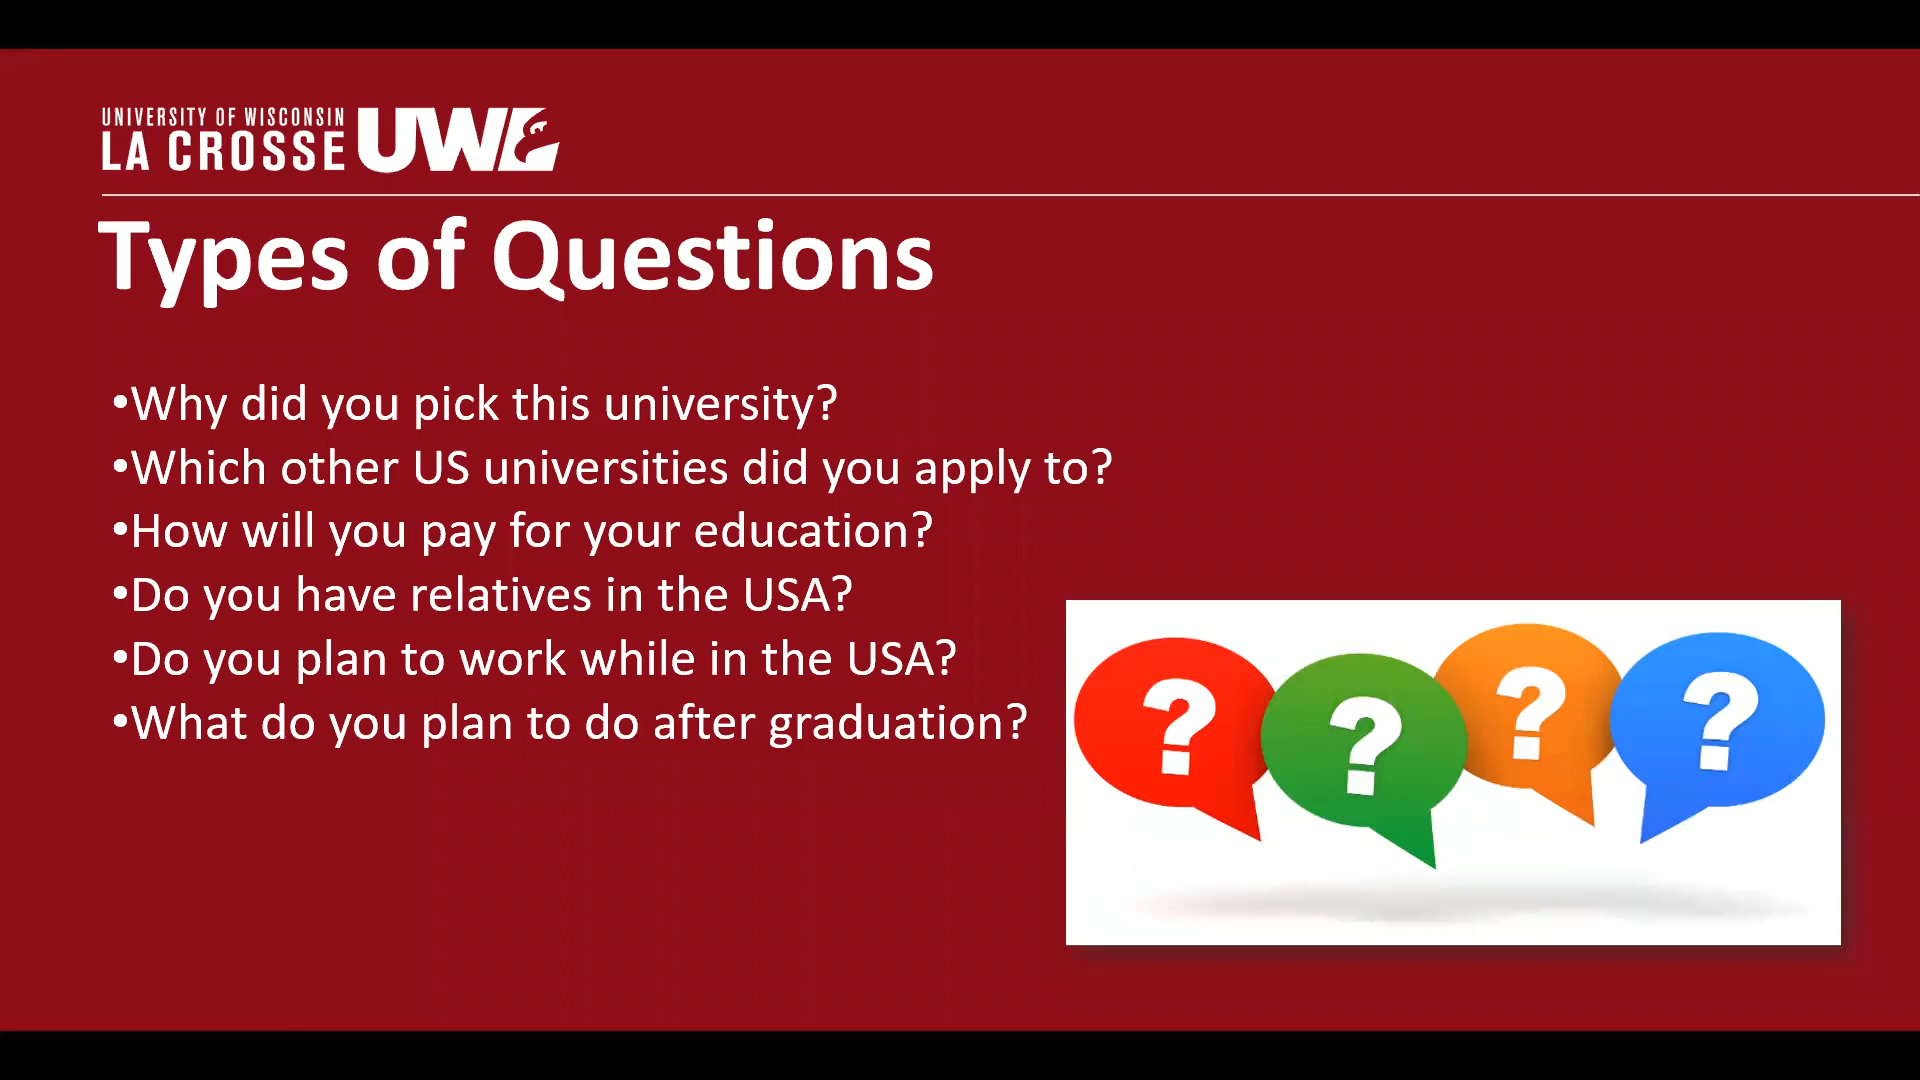 UNIVERSITY OF WISCONSIN
LA CROSSE UWL
Types of Questions
•Why did you pick this university?
•Which other US universities did you apply to?
•How will you pay for your education?
•Do you have relatives in the USA?
•Do you plan to work while in the USA?
•What do you plan to do after graduation?
? ? ? ?